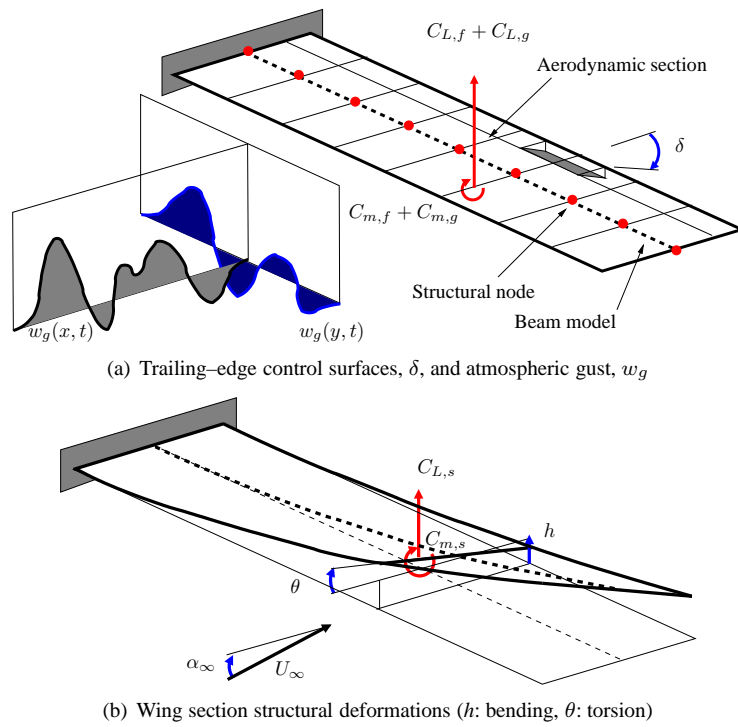 C_{L,f} + C_{L,g}
Aerodynamic section
δ
C_{m,f} + C_{m,g}
Structural node
w_g(x, t)
w_g(y, t)
Beam model
(a) Trailing–edge control surfaces, δ, and atmospheric gust, w_g
C_{L,s}
h
C_{m,s}
θ
α_∞
U_∞
(b) Wing section structural deformations (h: bending, θ: torsion)